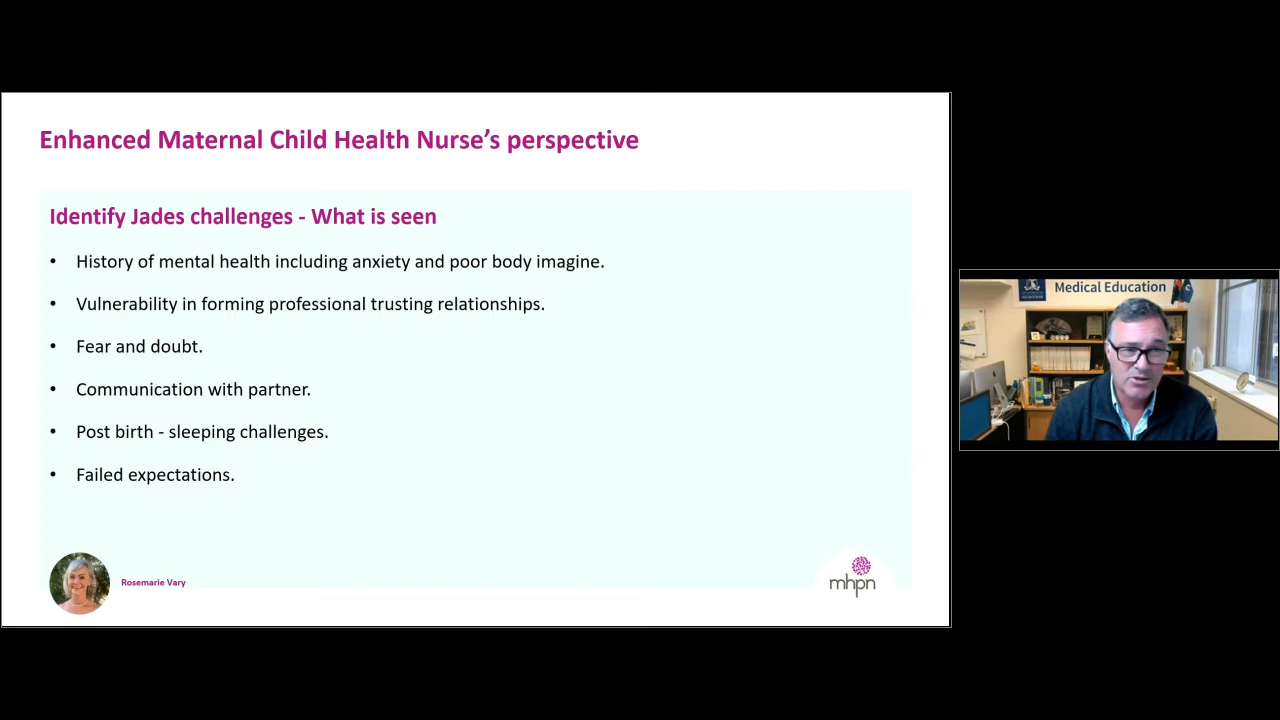 Enhanced Maternal Child Health Nurse’s perspective
Identify Jades challenges - What is seen
• History of mental health including anxiety and poor body imagine.
• Vulnerability in forming professional trusting relationships.
• Fear and doubt.
• Communication with partner.
• Post birth - sleeping challenges.
• Failed expectations.
Rosemarie Vary
mhpn
Medical Education